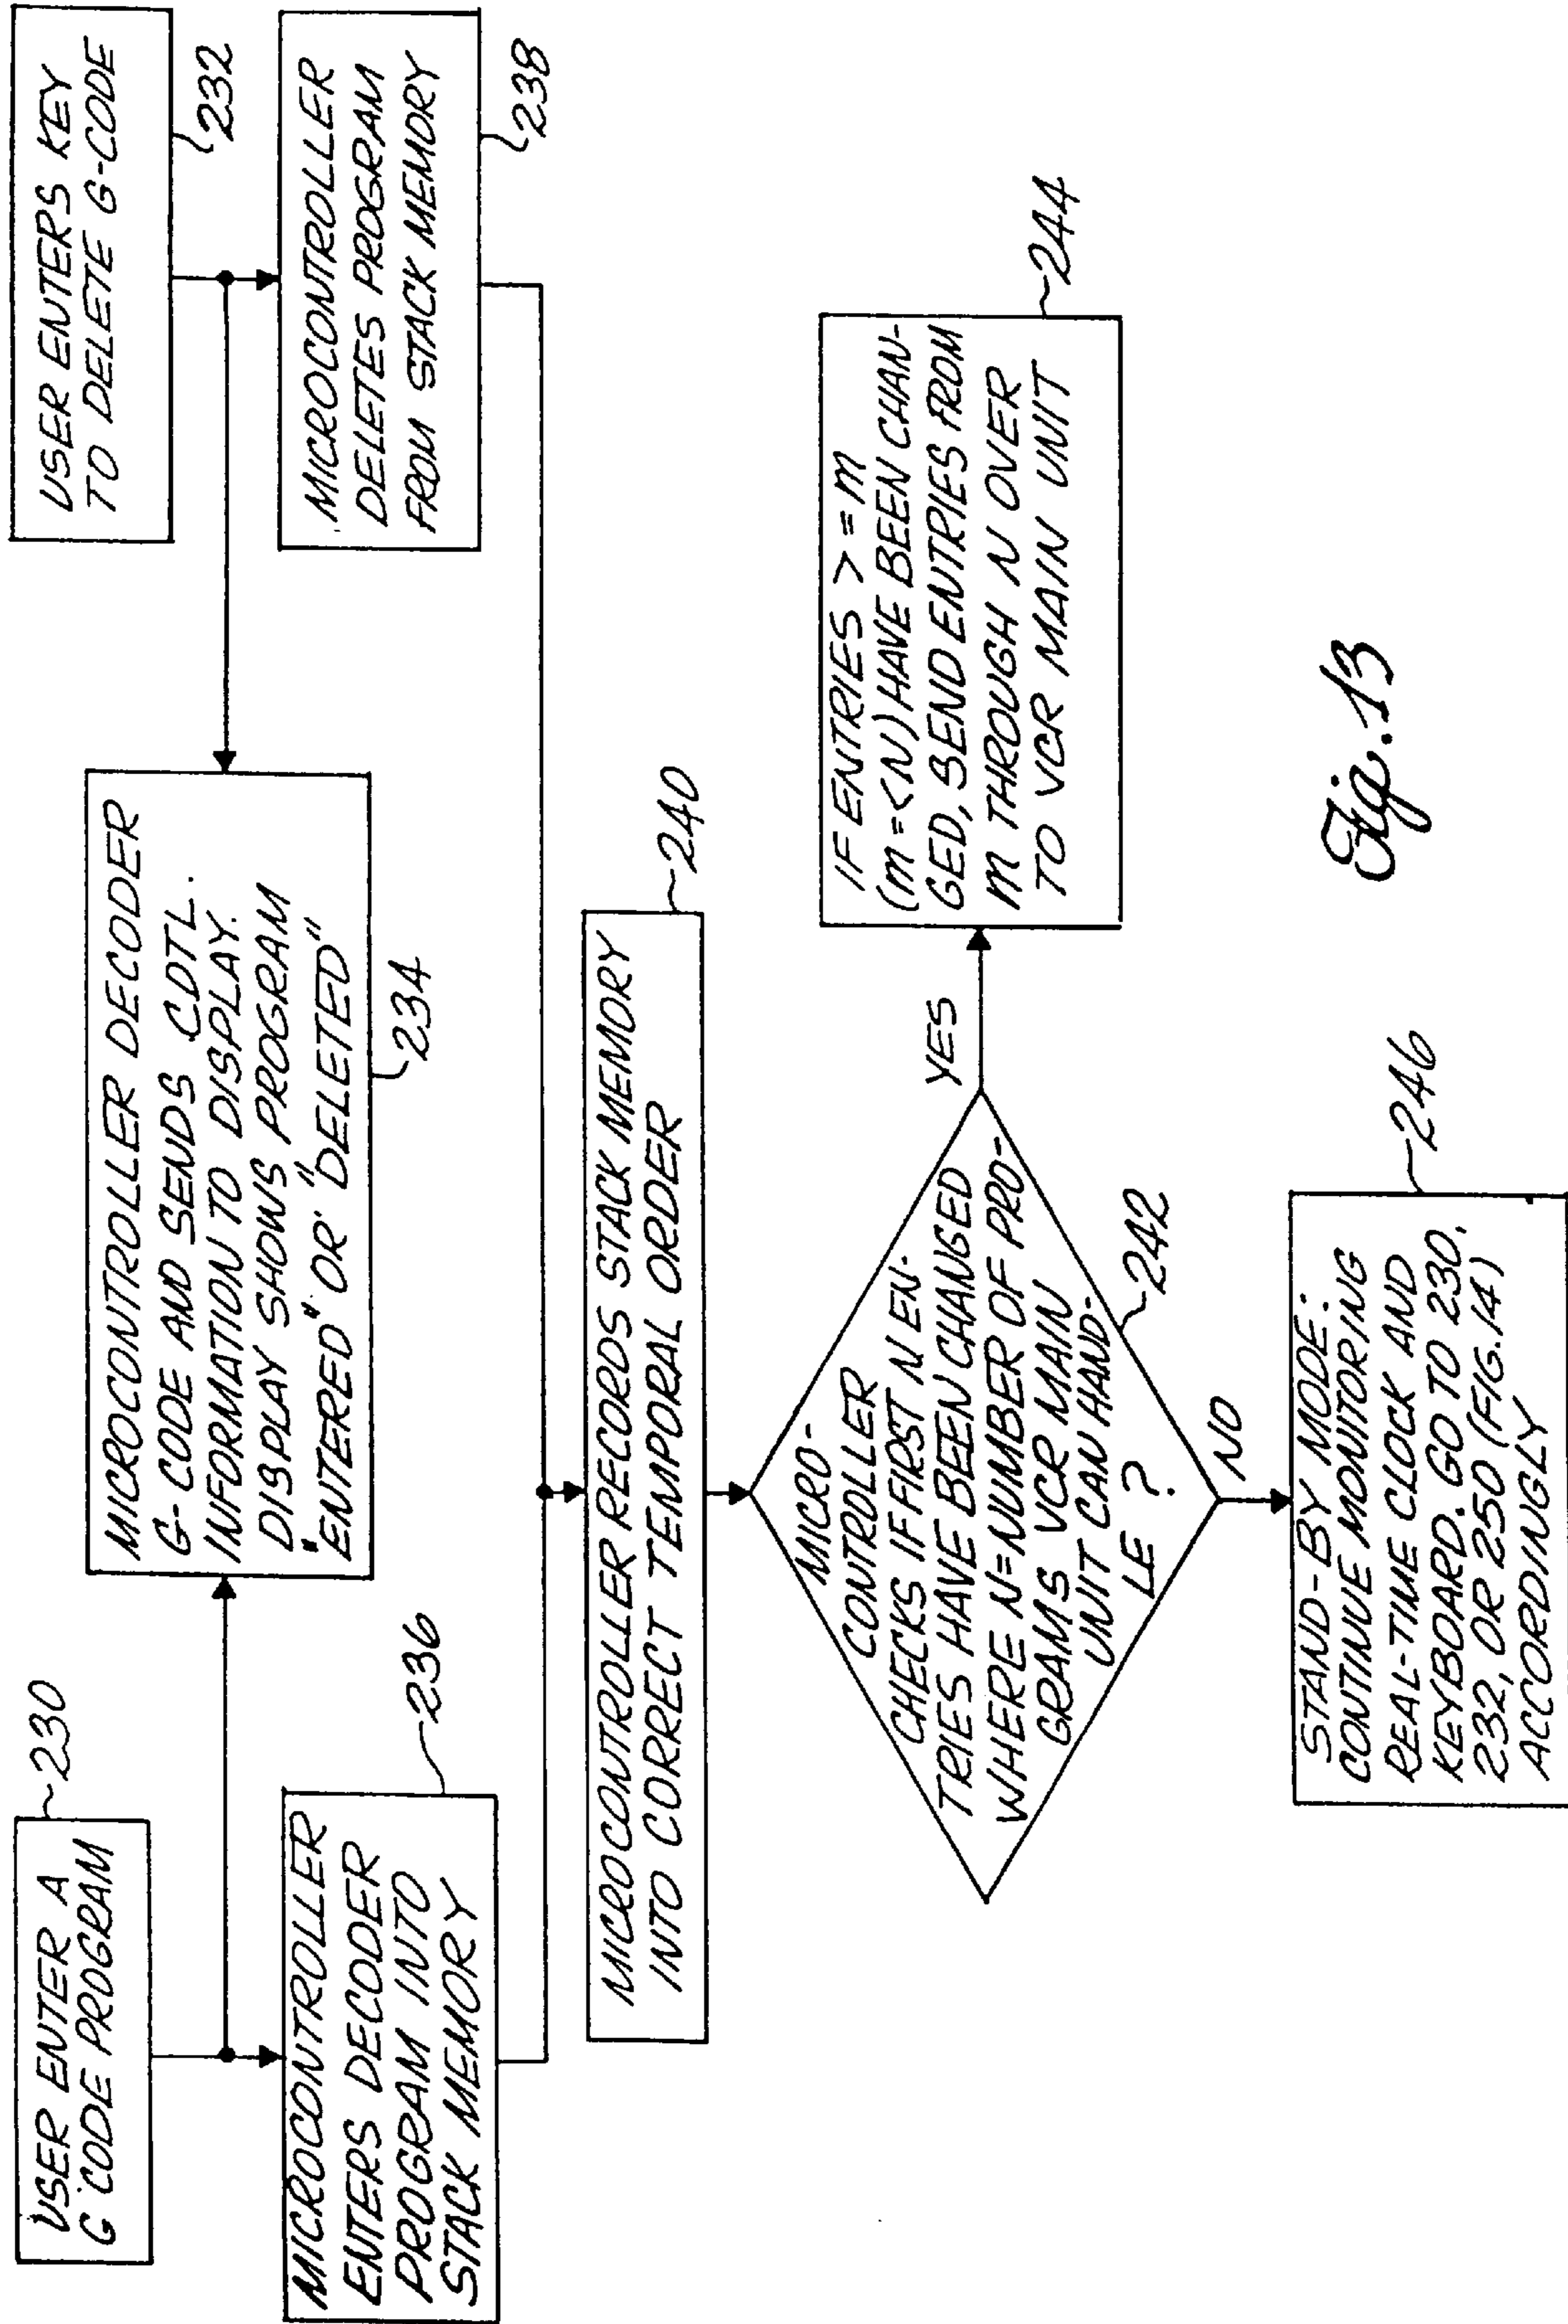 USER ENTER A
G CODE PROGRAM
230
MICROCONTROLLER DECODER
G-CODE AND SENDS CDTL.
INFORMATION TO DISPLAY.
DISPLAY SHOWS PROGRAM
"ENTERED" OR "DELETED"
234
USER ENTERS KEY
TO DELETE G-CODE
232
MICROCONTROLLER
ENTERS DECODER
PROGRAM INTO
STACK MEMORY
236
MICROCONTROLLER
DELETES PROGRAM
FROM STACK MEMORY
238
MICROCONTROLLER RECORDS STACK MEMORY
INTO CORRECT TEMPORAL ORDER
240
MICRO-
CONTROLLER
CHECKS IF FIRST N EN-
TRIES HAVE BEEN CHANGED
WHERE N=NUMBER OF PRO-
GRAMS VCR MAIN
UNIT CAN HAND-
LE ?
242
YES
IF ENTRIES >=M
(M=<N) HAVE BEEN CHAN-
GED, SEND ENTRIES FROM
M THROUGH N OVER
TO VCR MAIN UNIT
244
NO
STAND-BY MODE:
CONTINUE MONITORING
REAL-TIME CLOCK AND
KEYBOARD. GO TO 230,
232, OR 250 (FIG.14)
ACCORDINGLY
246
Fig. 13